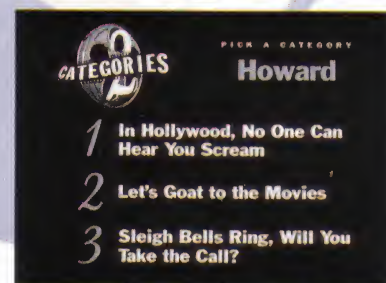 CATEGORIES
2
PICK A CATEGORY
Howard
1 In Hollywood, No One Can
Hear You Scream
2 Let's Goat to the Movies
3 Sleigh Bells Ring, Will You
Take the Call?